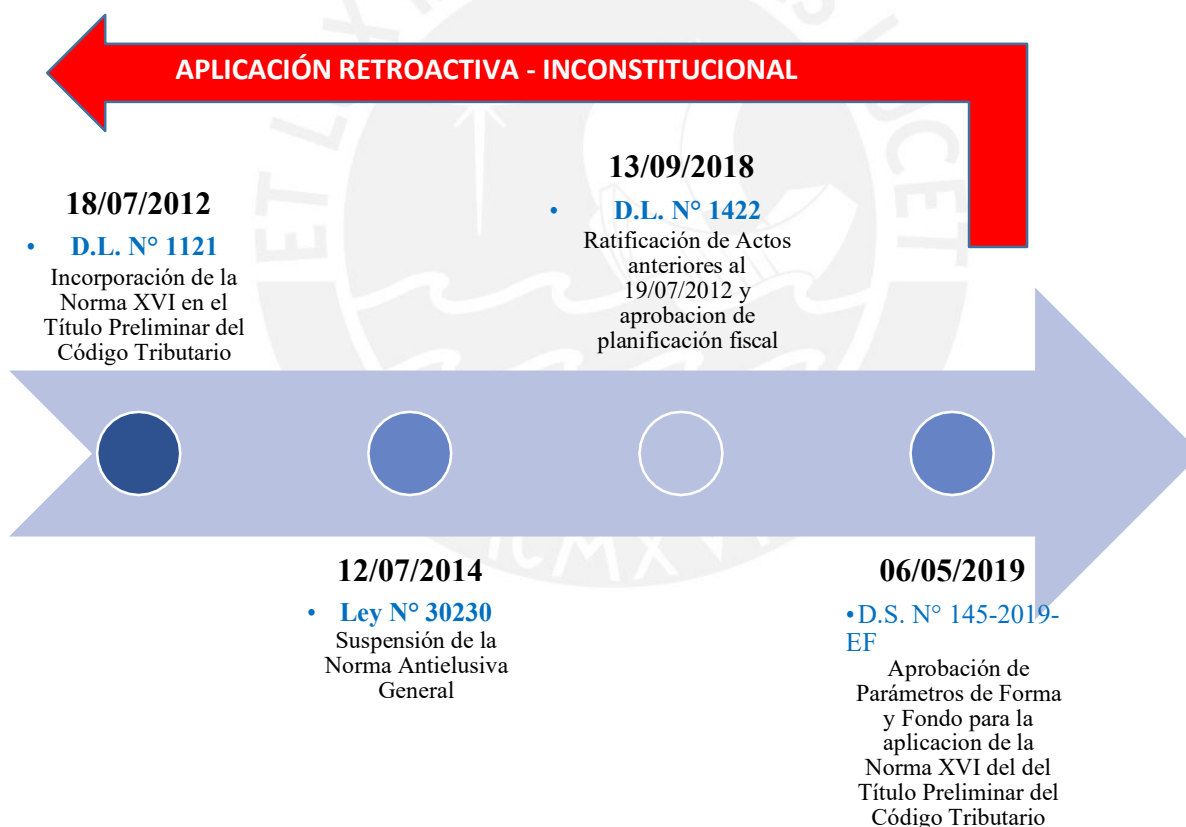 APLICACIÓN RETROACTIVA - INCONSTITUCIONAL
18/07/2012
• D.L. N° 1121
Incorporación de la
Norma XVI en el
Título Preliminar del
Código Tributario
13/09/2018
• D.L. N° 1422
Ratificación de Actos
anteriores al
19/07/2012 y
aprobacion de
planificación fiscal
12/07/2014
• Ley N° 30230
Suspensión de la
Norma Antielusiva
General
06/05/2019
•D.S. N° 145-2019-
EF
Aprobación de
Parámetros de Forma
y Fondo para la
aplicacion de la
Norma XVI del del
Título Preliminar del
Código Tributario